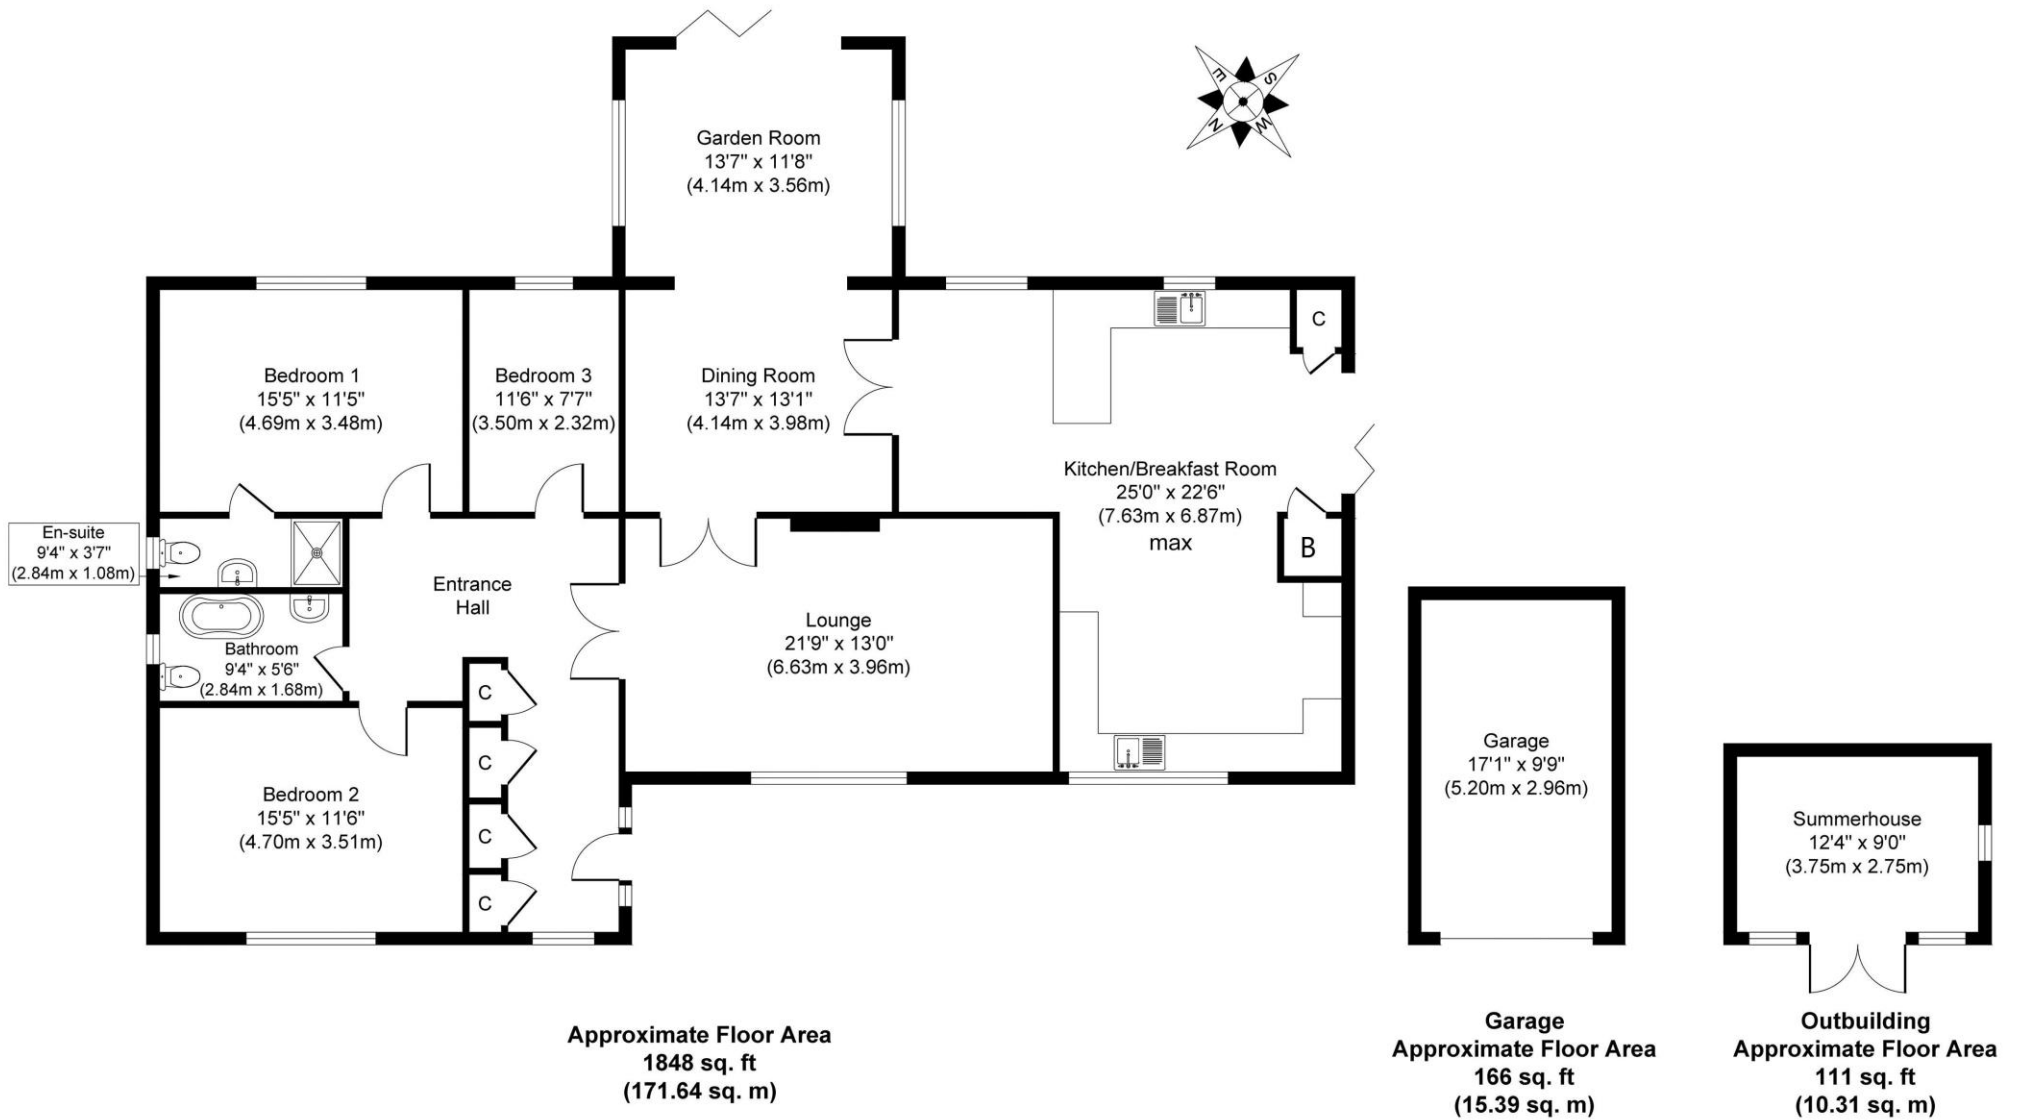 Garden Room
13'7" x 11'8"
(4.14m x 3.56m)
E
S
N
W
Bedroom 1
15'5" x 11'5"
(4.69m x 3.48m)
Bedroom 3
11'6" x 7'7"
(3.50m x 2.32m)
Dining Room
13'7" x 13'1"
(4.14m x 3.98m)
C
Kitchen/Breakfast Room
25'0" x 22'6"
(7.63m x 6.87m)
max
B
En-suite
9'4" x 3'7"
(2.84m x 1.08m)
Entrance
Hall
Lounge
21'9" x 13'0"
(6.63m x 3.96m)
Bathroom
9'4" x 5'6"
(2.84m x 1.68m)
C
C
C
C
Bedroom 2
15'5" x 11'6"
(4.70m x 3.51m)
Garage
17'1" x 9'9"
(5.20m x 2.96m)
Summerhouse
12'4" x 9'0"
(3.75m x 2.75m)
Approximate Floor Area
1848 sq. ft
(171.64 sq. m)
Garage
Approximate Floor Area
166 sq. ft
(15.39 sq. m)
Outbuilding
Approximate Floor Area
111 sq. ft
(10.31 sq. m)